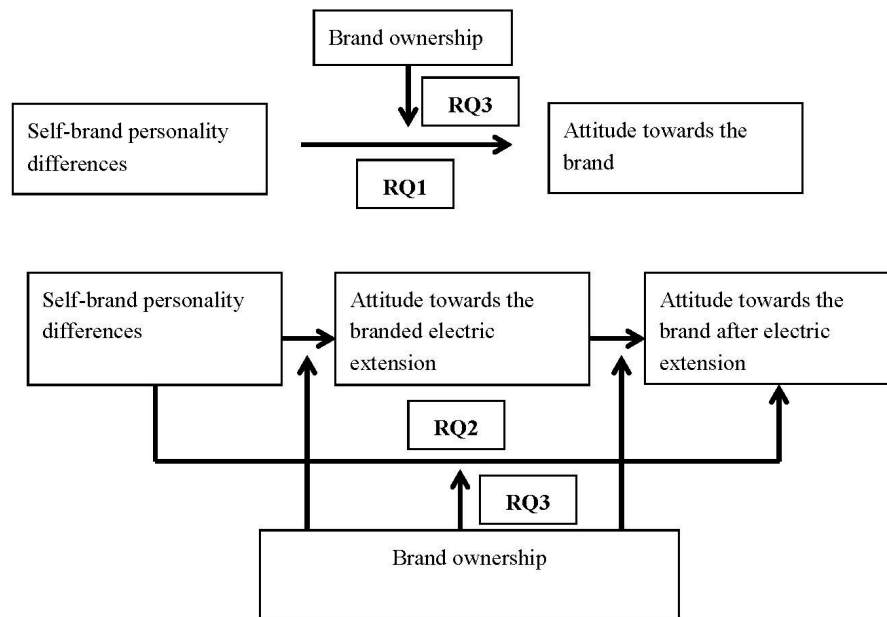 Brand ownership
RQ3
Self-brand personality
differences
RQ1
Attitude towards the
brand
Self-brand personality
differences
Attitude towards the
branded electric
extension
Attitude towards the
brand after electric
extension
RQ2
RQ3
Brand ownership